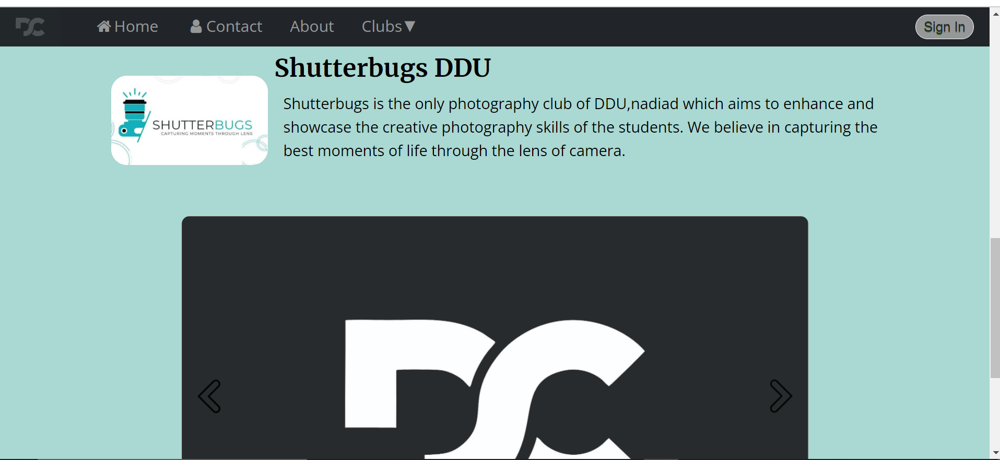 DC Home Contact About Clubs▼ Sign In
Shutterbugs DDU
SHUTTERBUGS
CAPTURING MOMENTS THROUGH LENS
Shutterbugs is the only photography club of DDU,nadiad which aims to enhance and
showcase the creative photography skills of the students. We believe in capturing the
best moments of life through the lens of camera.
DC